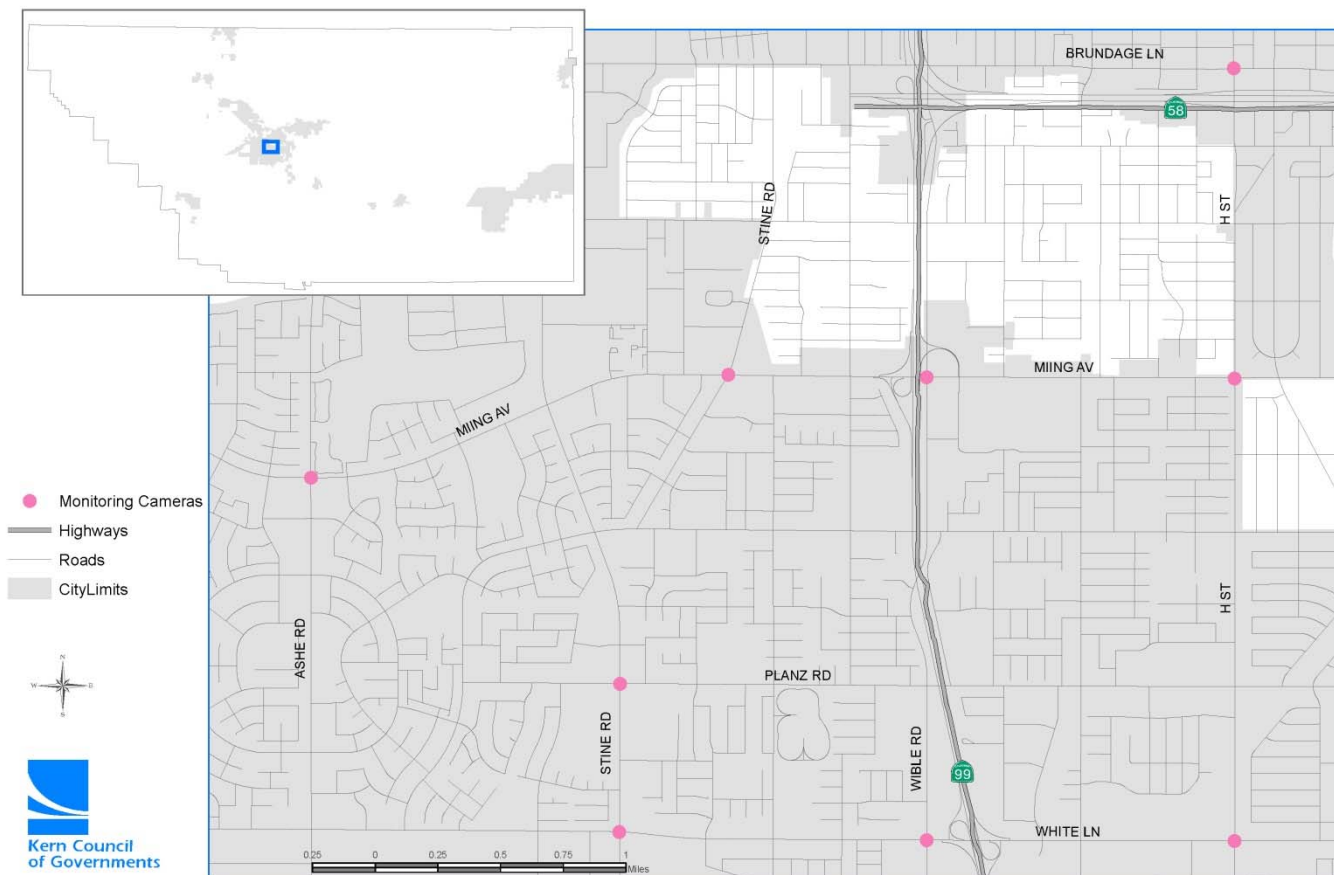 BRUNDAGE LN
58
STINE RD
H ST
MIING AV
MIING AV
Monitoring Cameras
Highways
Roads
CityLimits
H ST
ASHE RD
N
W E
S
PLANZ RD
STINE RD
WIBLE RD
99
WHITE LN
Kern Council
of Governments
0.25 0 0.25 0.5 0.75 1
Miles